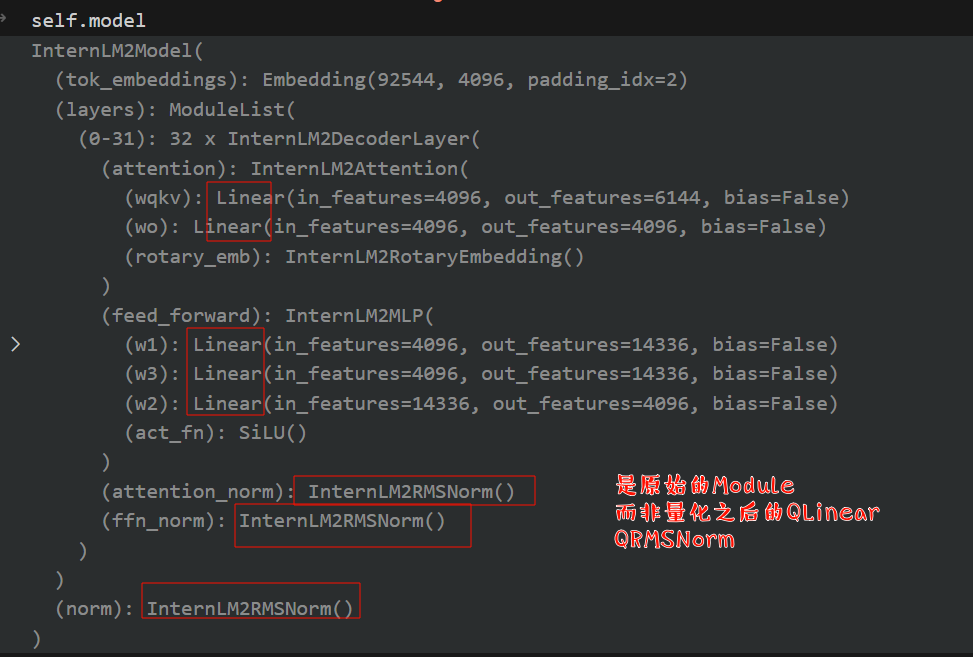 self.model
InternLM2Model(
(tok_embeddings): Embedding(92544, 4096, padding_idx=2)
(layers): ModuleList(
(0-31): 32 x InternLM2DecoderLayer(
(attention): InternLM2Attention(
(wqkv): Linear(in_features=4096, out_features=6144, bias=False)
(wo): Linear(in_features=4096, out_features=4096, bias=False)
(rotary_emb): InternLM2RotaryEmbedding()
)
(feed_forward): InternLM2MLP(
(w1): Linear(in_features=4096, out_features=14336, bias=False)
(w3): Linear(in_features=4096, out_features=14336, bias=False)
(w2): Linear(in_features=14336, out_features=4096, bias=False)
(act_fn): SiLU()
)
(attention_norm): InternLM2RMSNorm()
(ffn_norm): InternLM2RMSNorm()
)
)
(norm): InternLM2RMSNorm()
)
是原始的Module
而非量化之后的QLinear
QRMSNorm